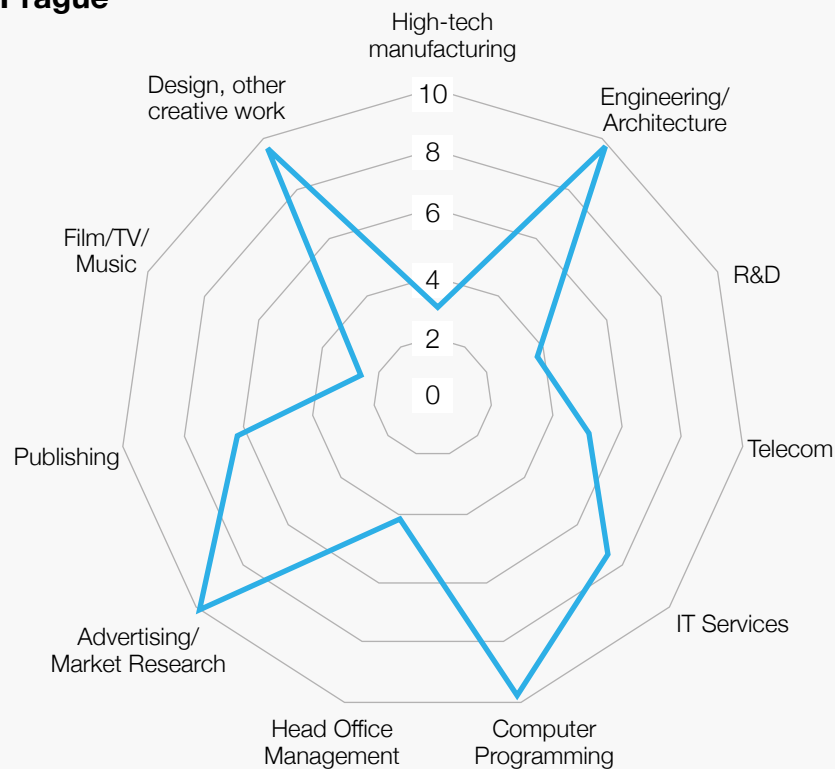 Prague
High-tech
manufacturing
Design, other
creative work
Engineering/
Architecture
10
8
6
4
2
0
Film/TV/
Music
R&D
Publishing
Telecom
IT Services
Advertising/
Market Research
Head Office
Management
Computer
Programming